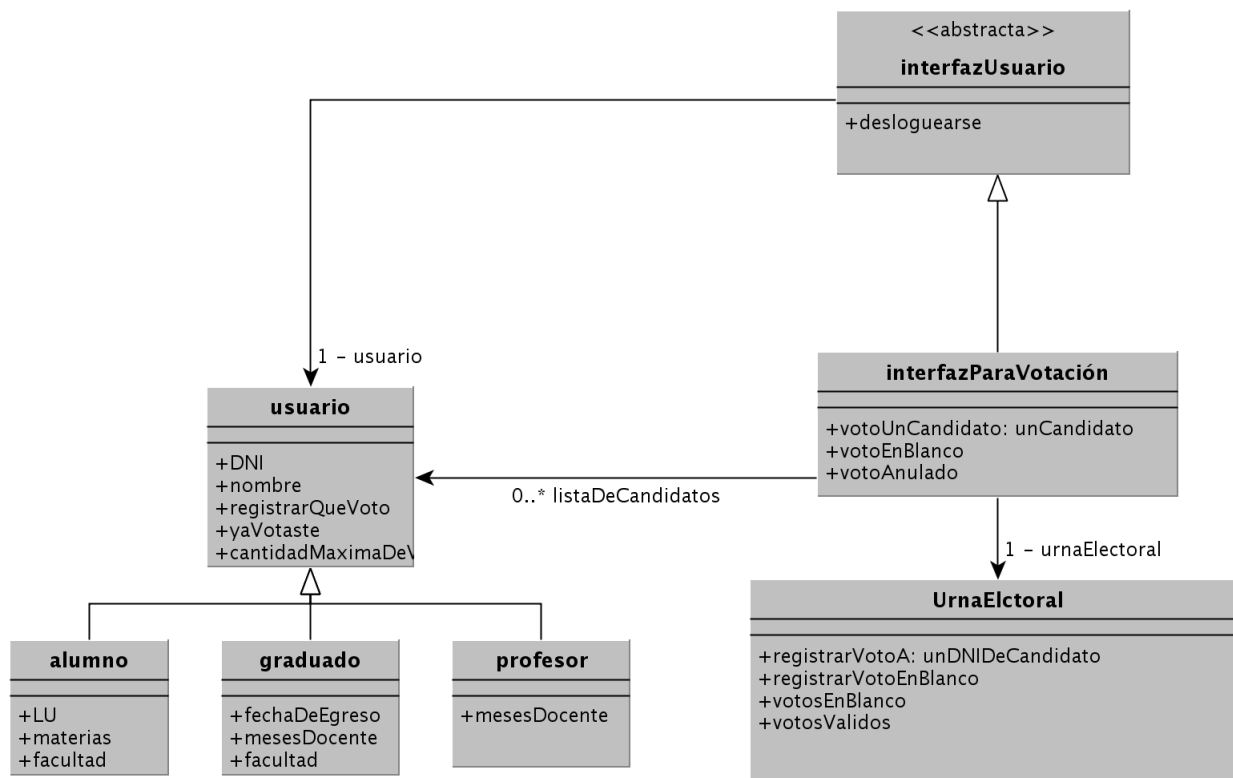 <<abstracta>>
interfazUsuario
+desloguearse
1 - usuario
usuario
+DNI
+nombre
+registrarQueVoto
+yaVotaste
+cantidadMaximaDeV
0..* listaDeCandidatos
interfazParaVotación
+votoUnCandidato: unCandidato
+votoEnBlanco
+votoAnulado
1 - urnaElectoral
UrnaElctoral
+registrarVotoA: unDNIDeCandidato
+registrarVotoEnBlanco
+votosEnBlanco
+votosValidos
alumno
+LU
+materias
+facultad
graduado
+fechaDeEgreso
+mesesDocente
+facultad
profesor
+mesesDocente